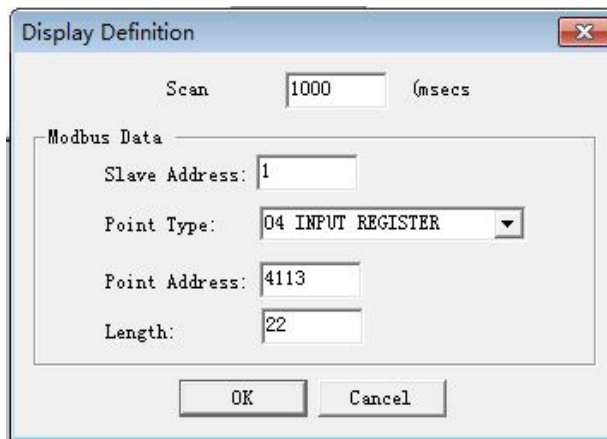 Display Definition
Scan 1000 (msecs
Modbus Data
Slave Address: 1
Point Type: 04 INPUT REGISTER
Point Address: 4113
Length: 22
OK Cancel